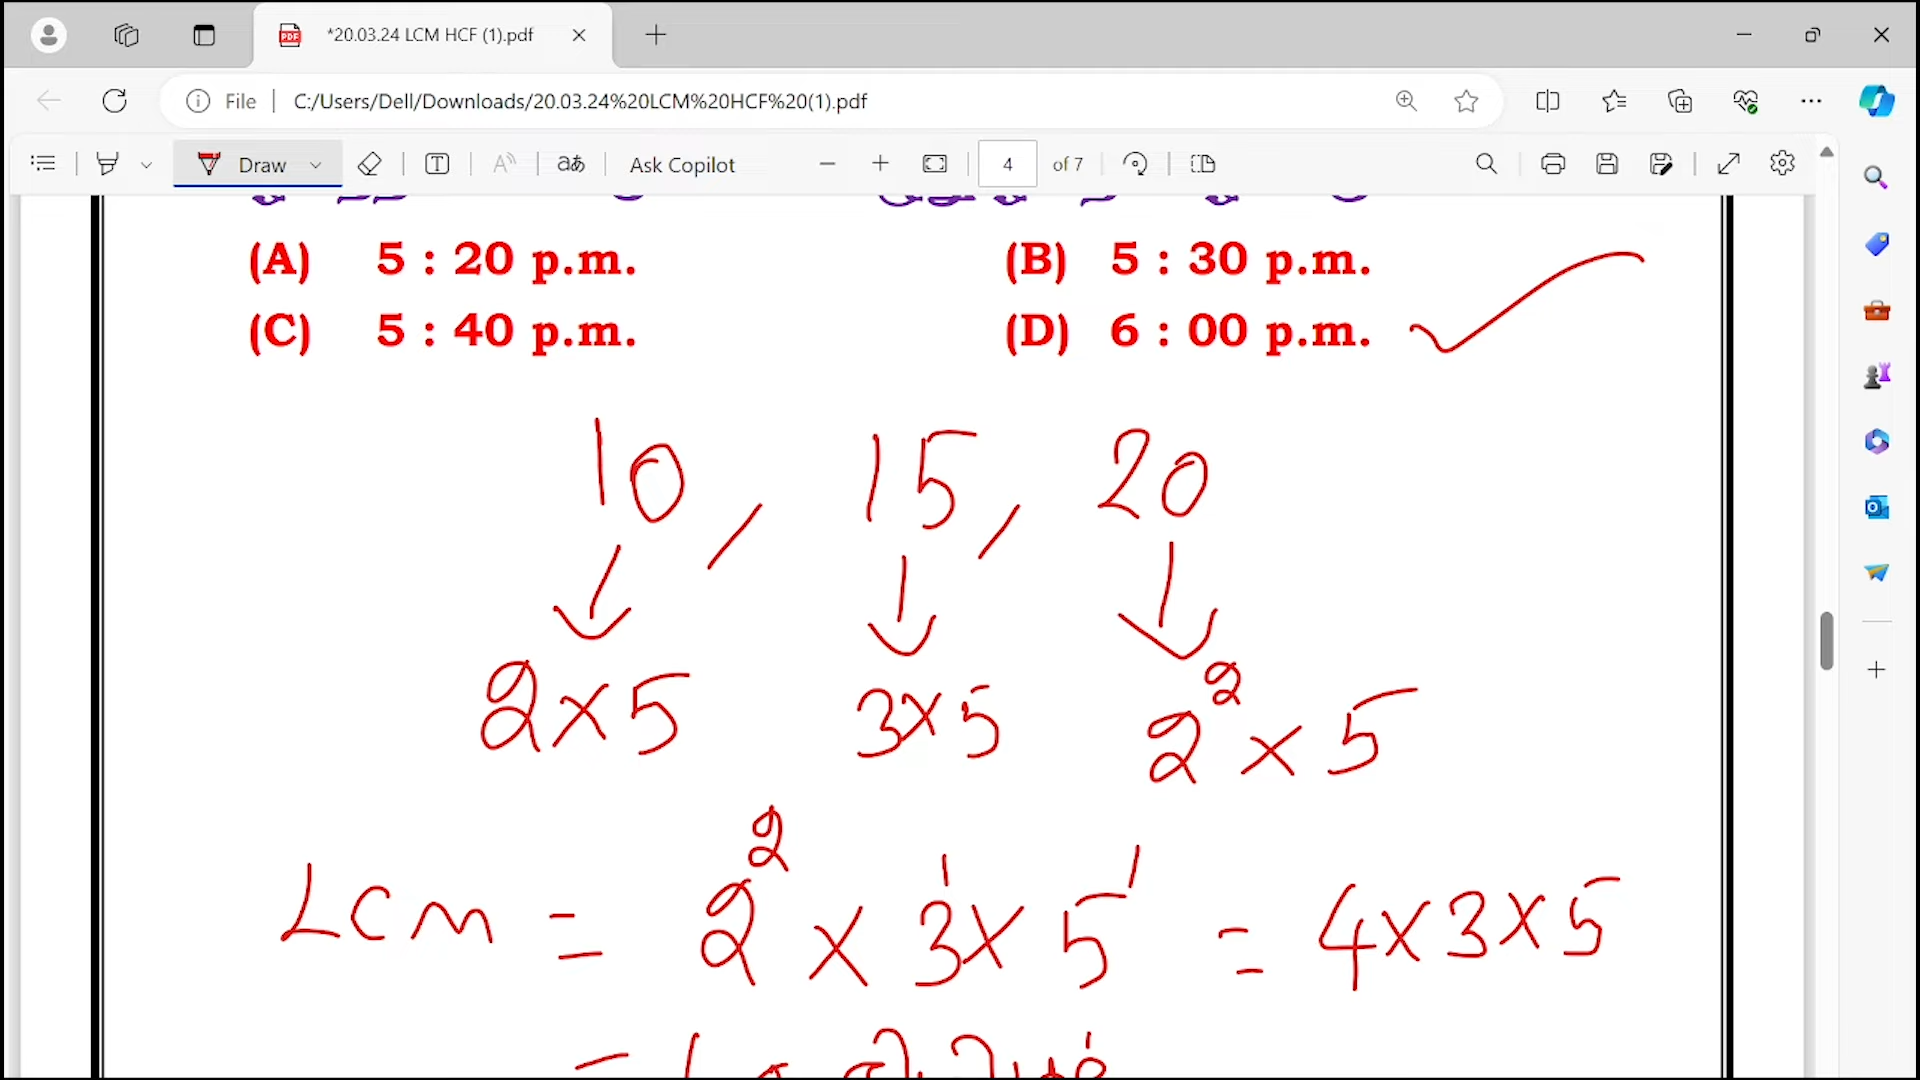 *20.03.24 LCM HCF (1).pdf
File | C:/Users/Dell/Downloads/20.03.24%20LCM%20HCF%20(1).pdf
Draw
Ask Copilot
4 of 7
(A) 5 : 20 p.m. (B) 5 : 30 p.m.
(C) 5 : 40 p.m. (D) 6 : 00 p.m.
10, 15, 20
2×5 3×5 2²×5
LCM = 2² × 3¹ × 5¹ = 4×3×5
=